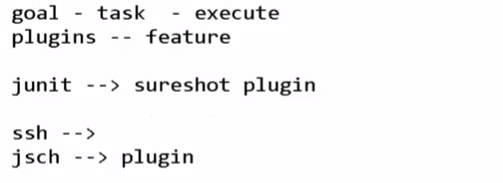 goal - task  - execute
plugins -- feature
junit --> sureshot plugin
ssh -->
jsch --> plugin